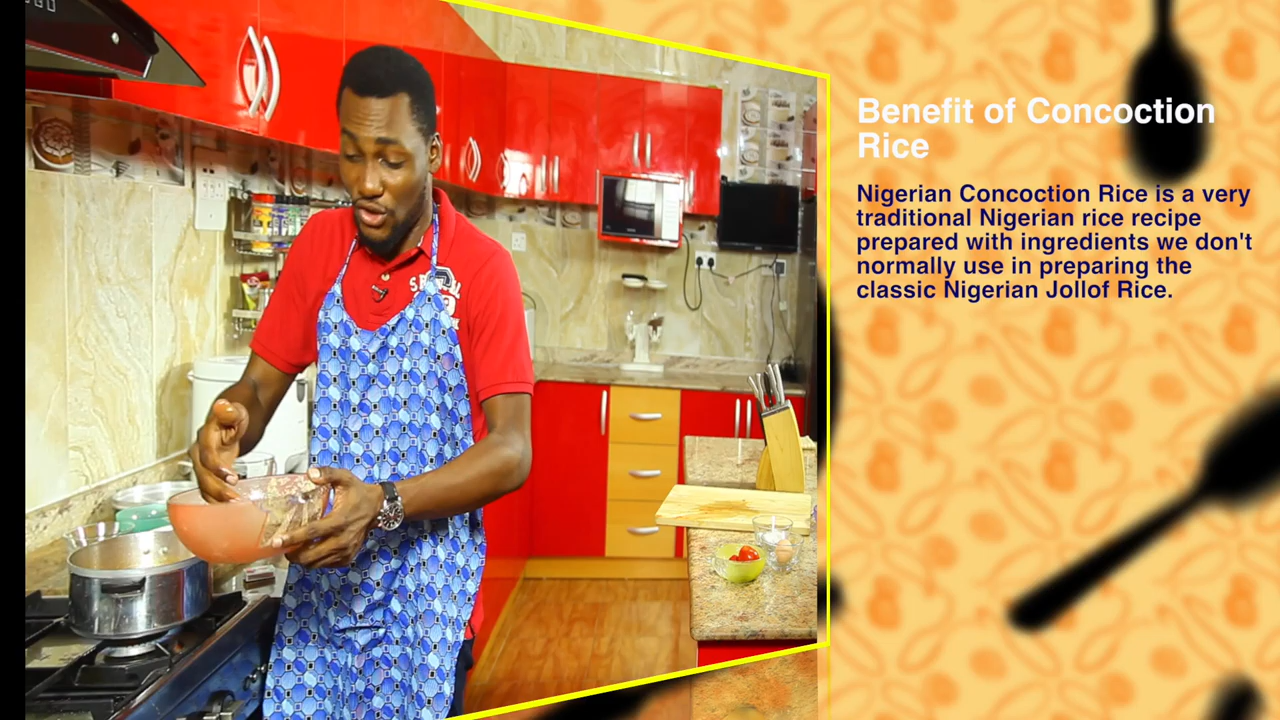 Benefit of Concoction
Rice
Nigerian Concoction Rice is a very
traditional Nigerian rice recipe
prepared with ingredients we don't
normally use in preparing the
classic Nigerian Jollof Rice.